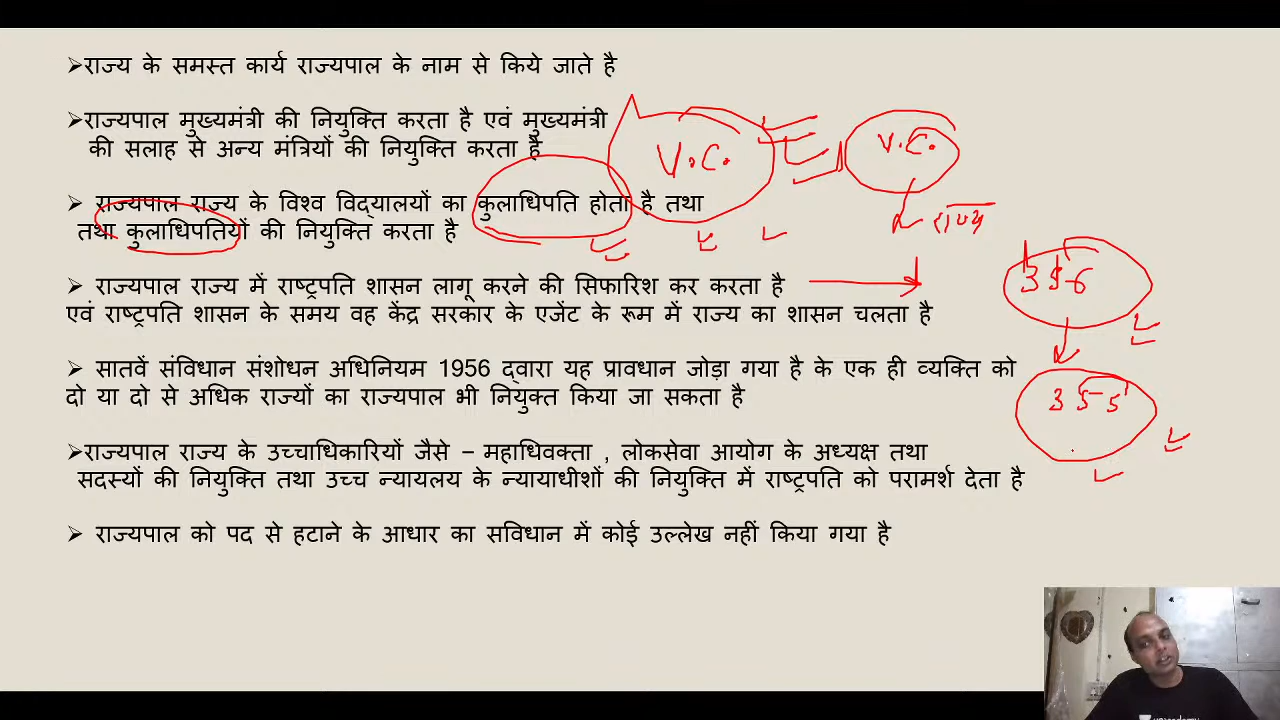 ➢राज्य के समस्त कार्य राज्यपाल के नाम से किये जाते है
➢राज्यपाल मुख्यमंत्री की नियुक्ति करता है एवं मुख्यमंत्री
की सलाह से अन्य मंत्रियों की नियुक्ति करता है
➢ राज्यपाल राज्य के विश्व विद्यालयों का कुलाधिपति होता है तथा
तथा कुलाधिपतियों की नियुक्ति करता है
V.C.
V.C.
➢ राज्यपाल राज्य में राष्ट्रपति शासन लागू करने की सिफारिश कर करता है
एवं राष्ट्रपति शासन के समय वह केंद्र सरकार के एजेंट के रूम में राज्य का शासन चलता है
356
➢ सातवें संविधान संशोधन अधिनियम 1956 द्वारा यह प्रावधान जोड़ा गया है के एक ही व्यक्ति को
दो या दो से अधिक राज्यों का राज्यपाल भी नियुक्त किया जा सकता है
355
➢राज्यपाल राज्य के उच्चाधिकारियों जैसे – महाधिवक्ता , लोकसेवा आयोग के अध्यक्ष तथा
सदस्यों की नियुक्ति तथा उच्च न्यायलय के न्यायाधीशों की नियुक्ति में राष्ट्रपति को परामर्श देता है
➢ राज्यपाल को पद से हटाने के आधार का सविधान में कोई उल्लेख नहीं किया गया है